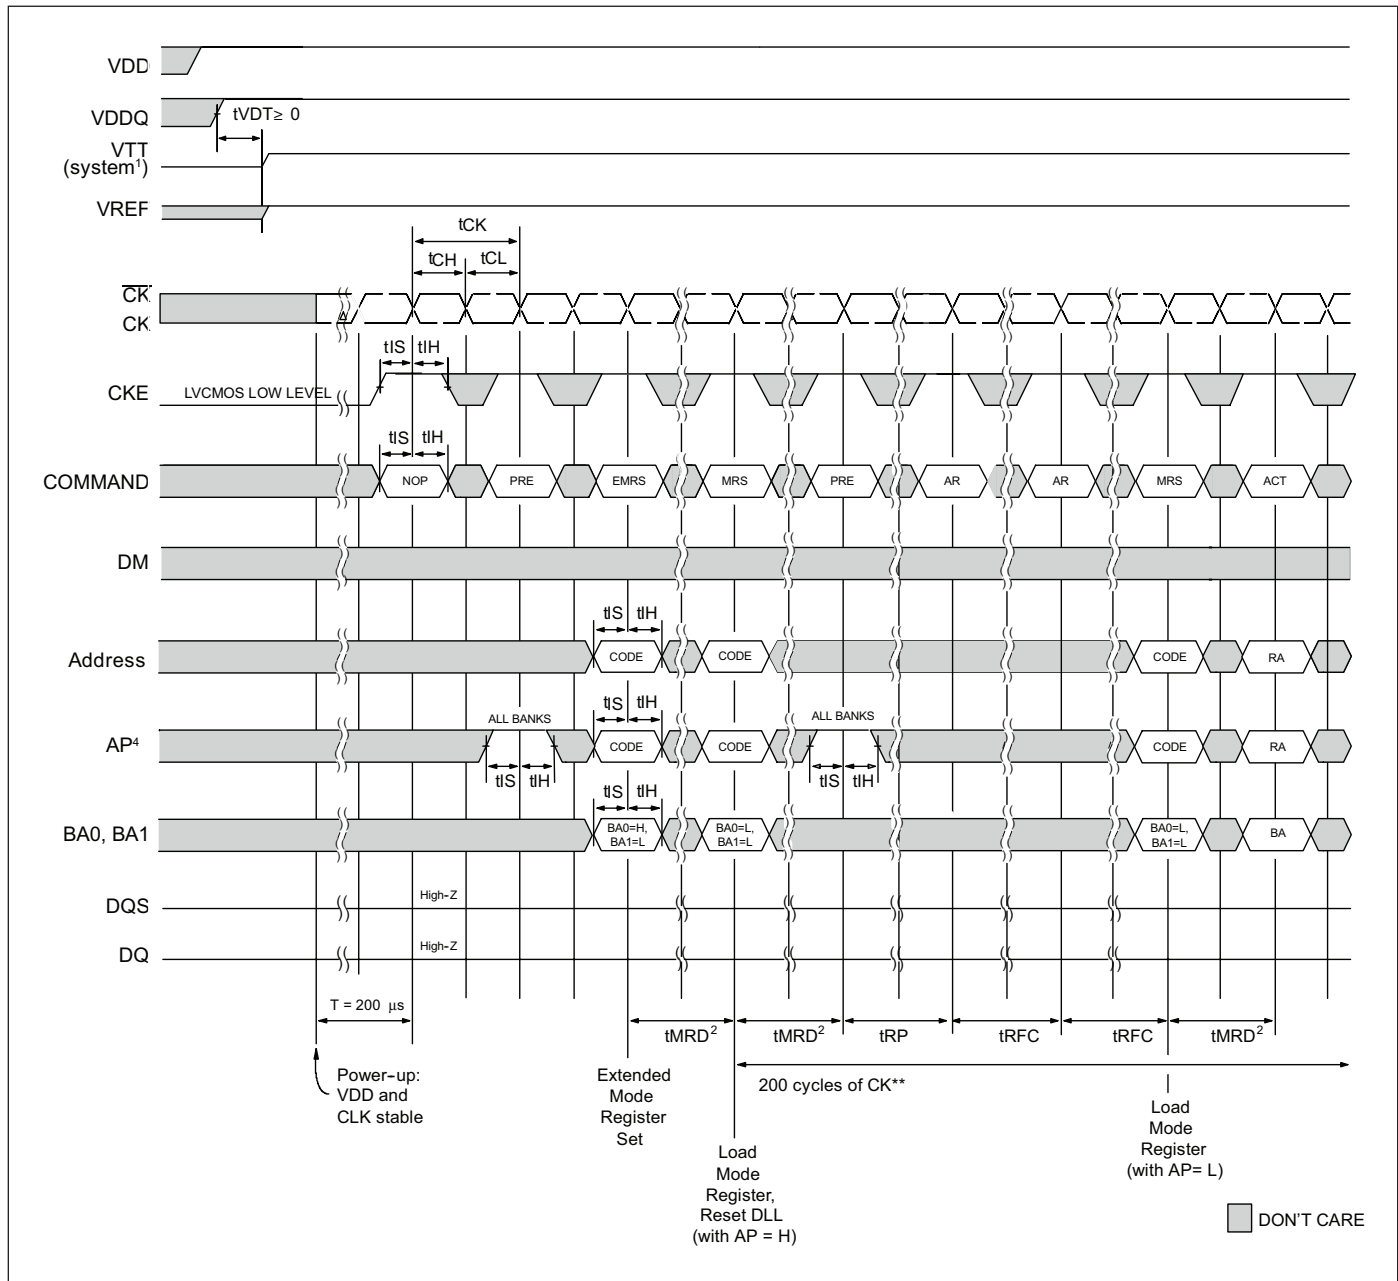 VDD
VDDQ
tVDT≥ 0
VTT
(system¹)
VREF
tCK
tCH
tCL
CK
CK
tIS
tIH
CKE
LVCMOS LOW LEVEL
tIS
tIH
COMMAND
NOP
PRE
EMRS
MRS
PRE
AR
AR
MRS
ACT
DM
tIS
tIH
Address
CODE
CODE
CODE
RA
ALL BANKS
tIS
tIH
ALL BANKS
AP⁴
CODE
CODE
CODE
RA
tIS
tIH
tIS
tIH
tIS
tIH
BA0, BA1
BA0=H,
BA1=L
BA0=L,
BA1=L
BA0=L,
BA1=L
BA
DQS
High-Z
DQ
High-Z
T = 200 µs
tMRD²
tMRD²
tRP
tRFC
tRFC
tMRD²
Power-up:
VDD and
CLK stable
Extended
Mode
Register
Set
200 cycles of CK**
Load
Mode
Register,
Reset DLL
(with AP = H)
Load
Mode
Register
(with AP= L)
DON'T CARE